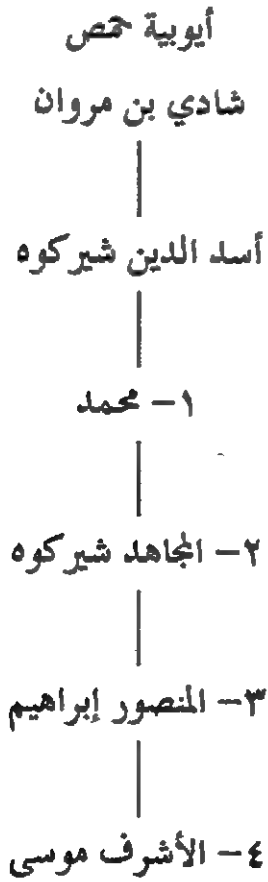 أيوبية حمص
شادي بن مروان
أسد الدين شيركوه
١– محمد
٢– المجاهد شيركوه
٣– المنصور إبراهيم
٤– الأشرف موسى